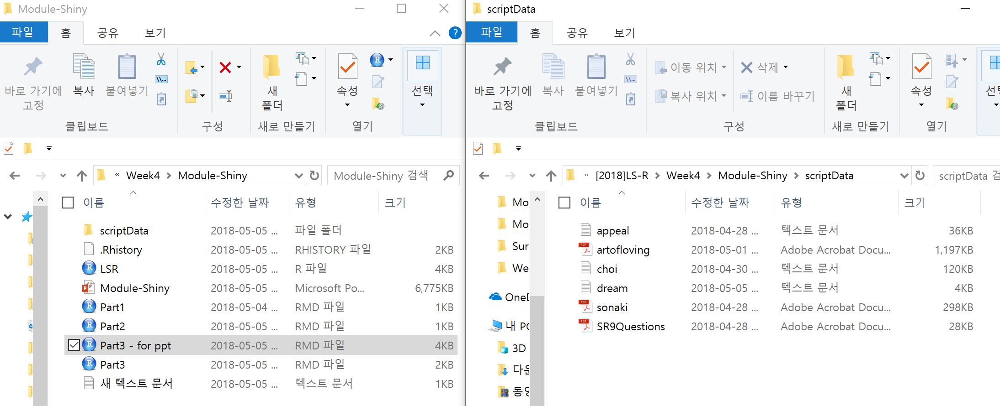 Module-Shiny
파일 홈 공유 보기
바로 가기에
고정
복사
붙여넣기
클립보드
구성
새
폴더
새로 만들기
속성
열기
선택
« Week4 > Module-Shiny
Module-Shiny 검색
이름 수정한 날짜 유형 크기
scriptData 2018-05-05 ... 파일 폴더
.Rhistory 2018-05-05 ... RHISTORY 파일 2KB
LSR 2018-05-05 ... R 파일 4KB
Module-Shiny 2018-05-05 ... Microsoft Po... 6,775KB
Part1 2018-05-04 ... RMD 파일 1KB
Part2 2018-05-05 ... RMD 파일 1KB
Part3 - for ppt 2018-05-05 ... RMD 파일 4KB
Part3 2018-05-05 ... RMD 파일 2KB
새 텍스트 문서 2018-05-05 ... 텍스트 문서 1KB
scriptData
파일 홈 공유 보기
바로 가기에
고정
복사
붙여넣기
클립보드
이동 위치
복사 위치
삭제
이름 바꾸기
구성
새
폴더
새로 만들기
속성
열기
« [2018]LS-R > Week4 > Module-Shiny > scriptData
scriptData
Mo
Mo
Sur
We
OneD
내 PC
3D
다운
동영
이름 수정한 날짜 유형 크기
appeal 2018-04-28 ... 텍스트 문서 36KB
artofloving 2018-05-01 ... Adobe Acrobat Docu... 1,197KB
choi 2018-04-30 ... 텍스트 문서 120KB
dream 2018-05-05 ... 텍스트 문서 4KB
sonaki 2018-04-28 ... Adobe Acrobat Docu... 298KB
SR9Questions 2018-04-28 ... Adobe Acrobat Docu... 28KB